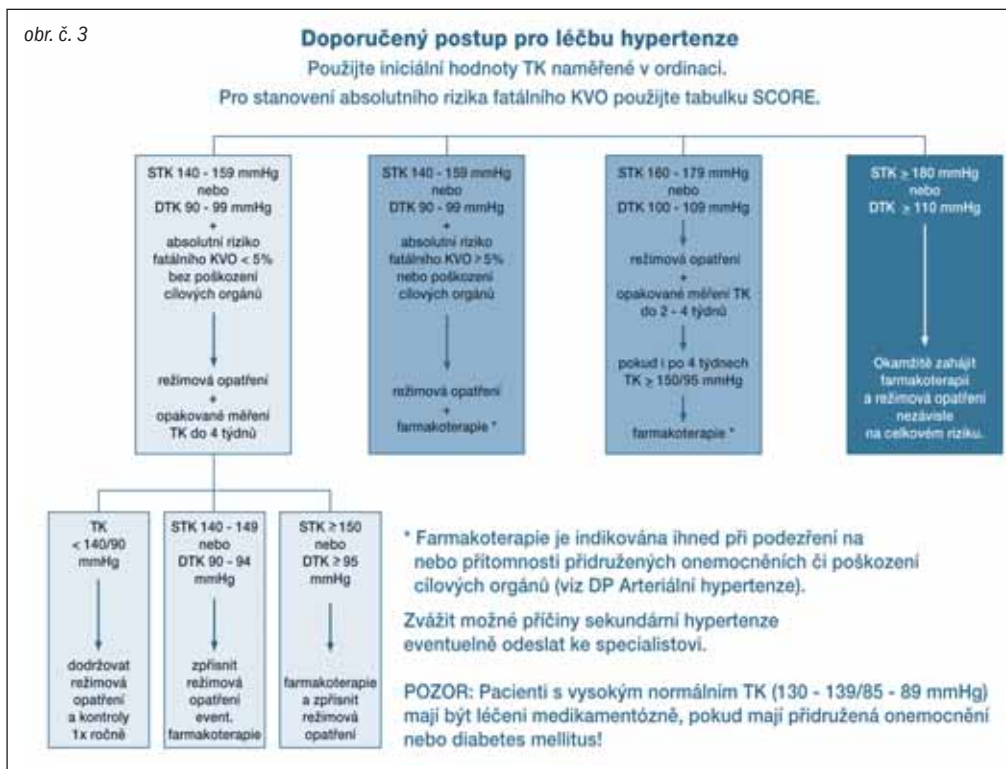 obr. č. 3
Doporučený postup pro léčbu hypertenze
Použijte iniciální hodnoty TK naměřené v ordinaci.
Pro stanovení absolutního rizika fatálního KVO použijte tabulku SCORE.
STK 140 - 159 mmHg
nebo
DTK 90 - 99 mmHg
+
absolutní riziko
fatálního KVO < 5%
bez poškození
cílových orgánů
režimová opatření
+
opakované měření
TK do 4 týdnů
STK 140 - 159 mmHg
nebo
DTK 90 - 99 mmHg
+
absolutní riziko
fatálního KVO ≥ 5%
nebo poškození
cílových orgánů
režimová opatření
+
farmakoterapie *
STK 160 - 179 mmHg
nebo
DTK 100 - 109 mmHg
režimová opatření
+
opakované měření TK
do 2 - 4 týdnů
pokud i po 4 týdnech
TK ≥ 150/95 mmHg
farmakoterapie *
STK ≥ 180 mmHg
nebo
DTK ≥ 110 mmHg
Okamžitě zahájit
farmakoterapii
a režimová opatření
nezávisle
na celkovém riziku.
TK
< 140/90
mmHg
dodržovat
režimová
opatření
a kontroly
1x ročně
STK 140 - 149
nebo
DTK 90 - 94
mmHg
zpřísnit
režimová
opatření
event.
farmakoterapie
STK ≥ 150
nebo
DTK ≥ 95
mmHg
farmakoterapie
a zpřísnit
režimová
opatření
* Farmakoterapie je indikována ihned při podezření na
nebo přítomnosti přidružených onemocněních či poškození
cílových orgánů (viz DP Arteriální hypertenze).
Zvážit možné příčiny sekundární hypertenze
eventuelně odeslat ke specialistovi.
POZOR: Pacienti s vysokým normálním TK (130 - 139/85 - 89 mmHg)
mají být léčeni medikamentózně, pokud mají přidružená onemocnění
nebo diabetes mellitus!